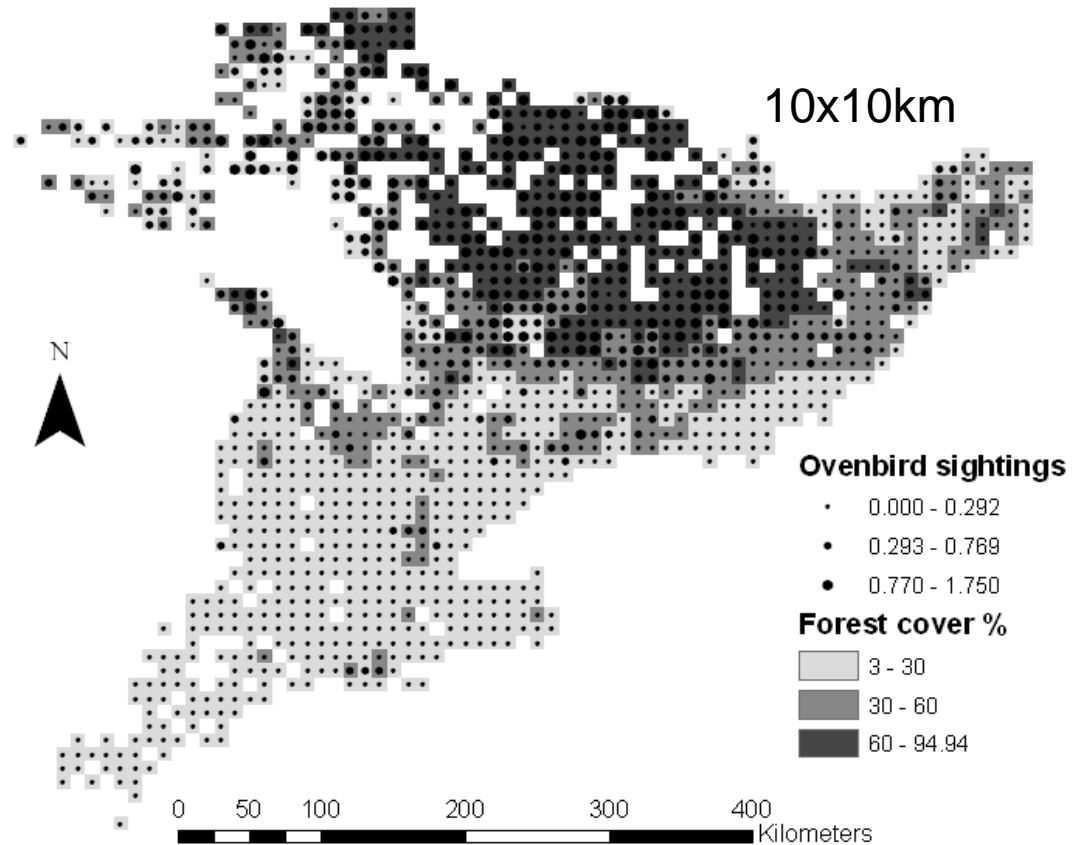 10x10km
N
Ovenbird sightings
0.000 - 0.292
0.293 - 0.769
0.770 - 1.750
Forest cover %
3 - 30
30 - 60
60 - 94.94
0 50 100 200 300 400
Kilometers